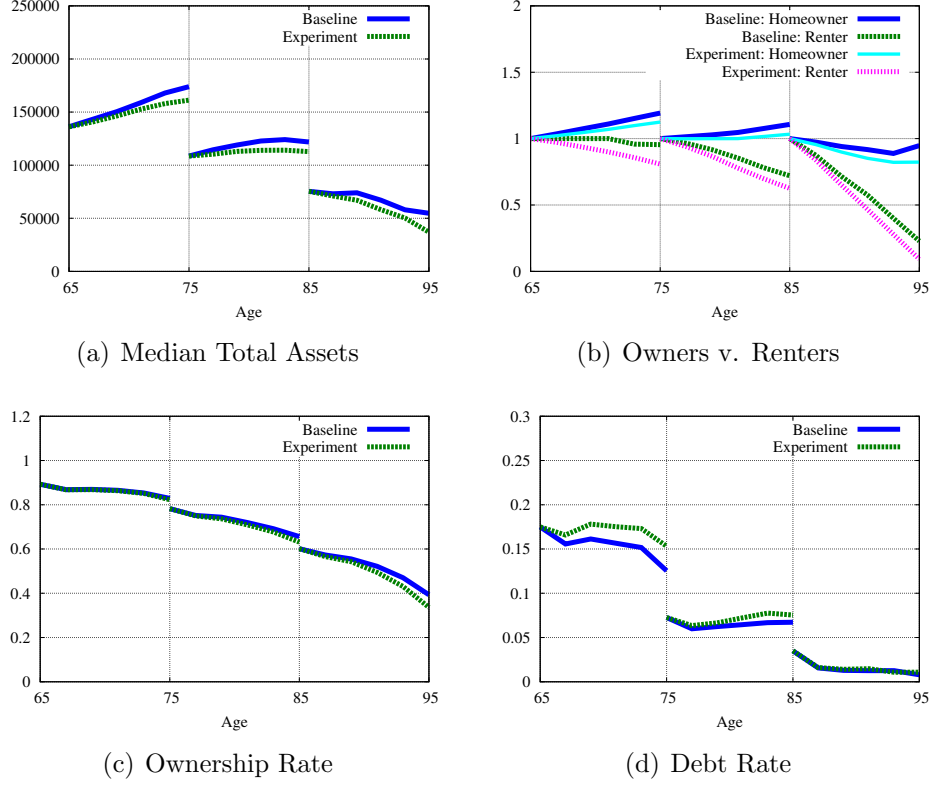 250000
200000
150000
100000
50000
0
65 75 85 95
Age
Baseline
Experiment
(a) Median Total Assets
2
1.5
1
0.5
0
65 75 85 95
Age
Baseline: Homeowner
Baseline: Renter
Experiment: Homeowner
Experiment: Renter
(b) Owners v. Renters
1.2
1
0.8
0.6
0.4
0.2
0
65 75 85 95
Age
Baseline
Experiment
(c) Ownership Rate
0.3
0.25
0.2
0.15
0.1
0.05
0
65 75 85 95
Age
Baseline
Experiment
(d) Debt Rate